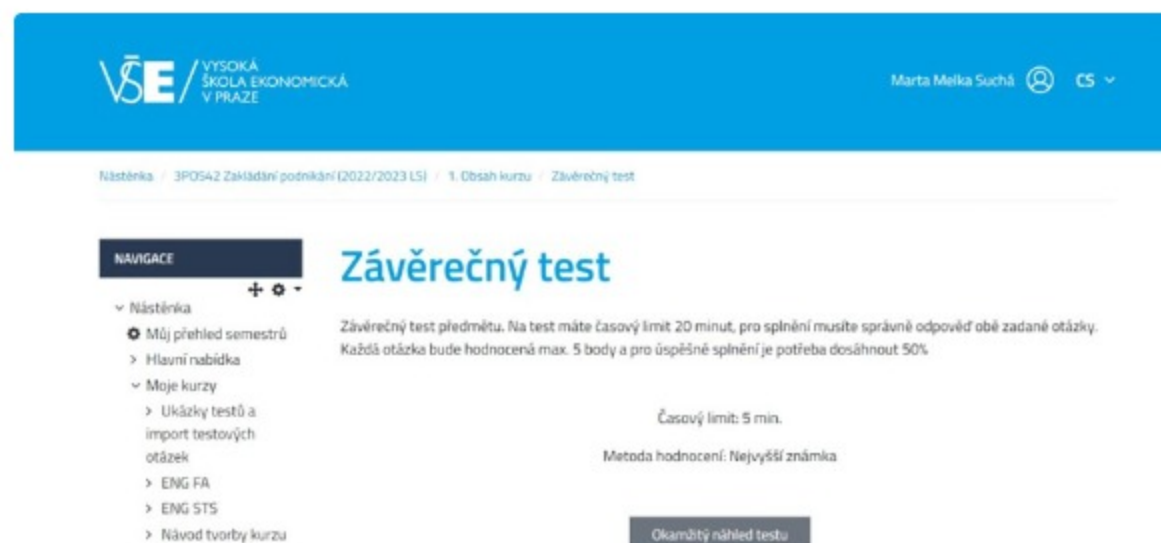 VŠE / VYSOKÁ
ŠKOLA EKONOMICKÁ
V PRAZE
Marta Melka Suchá CS
Nástěnka / 3PO542 Zakládání podnikání (2022/2023 LS) / 1. Obsah kurzu / Závěrečný test
NAVIGACE
Nástěnka
Můj přehled semestrů
Hlavní nabídka
Moje kurzy
Ukázky testů a
import testových
otázek
ENG FA
ENG STS
Návod tvorby kurzu
Závěrečný test
Závěrečný test předmětu. Na test máte časový limit 20 minut, pro splnění musíte správně odpověď obě zadané otázky.
Každá otázka bude hodnocená max. 5 body a pro úspěšné splnění je potřeba dosáhnout 50%
Časový limit: 5 min.
Metoda hodnocení: Nejvyšší známka
Okamžitý náhled testu